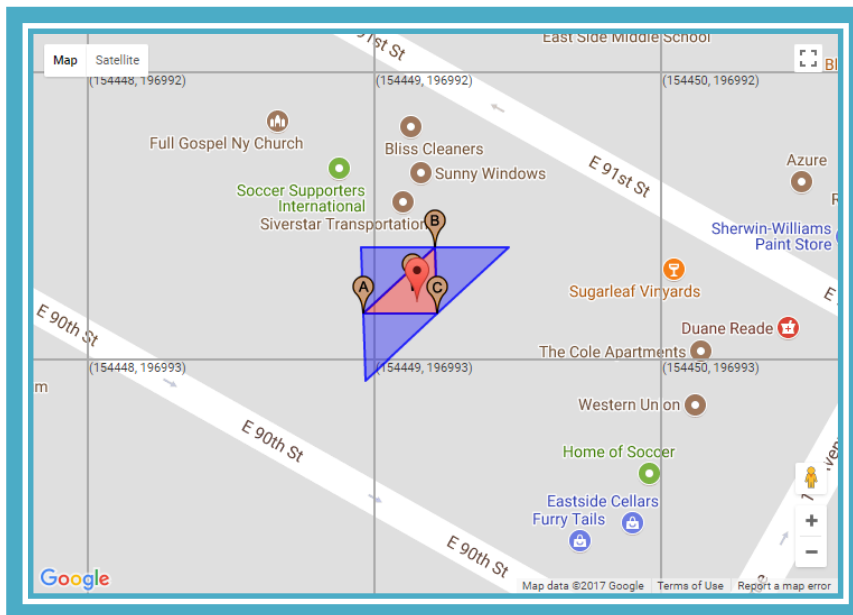 91st St
East Side Middle School
Map Satellite
Bl
(154448, 196992)
(154449, 196992)
(154450, 196992)
Full Gospel Ny Church
Bliss Cleaners
Sunny Windows
E 91st St
Azure
Soccer Supporters
International
Siverstar Transportation
R
Sherwin-Williams
Paint Store
B
A
C
Sugarleaf Vinyards
E
E 90th St
Duane Reade
The Cole Apartments
(154448, 196993)
(154449, 196993)
(154450, 196993)
m
Western Union
E 90th St
Home of Soccer
Eastside Cellars
Furry Tails
E 90th St
+
−
Google
Map data ©2017 Google Terms of Use Report a map error